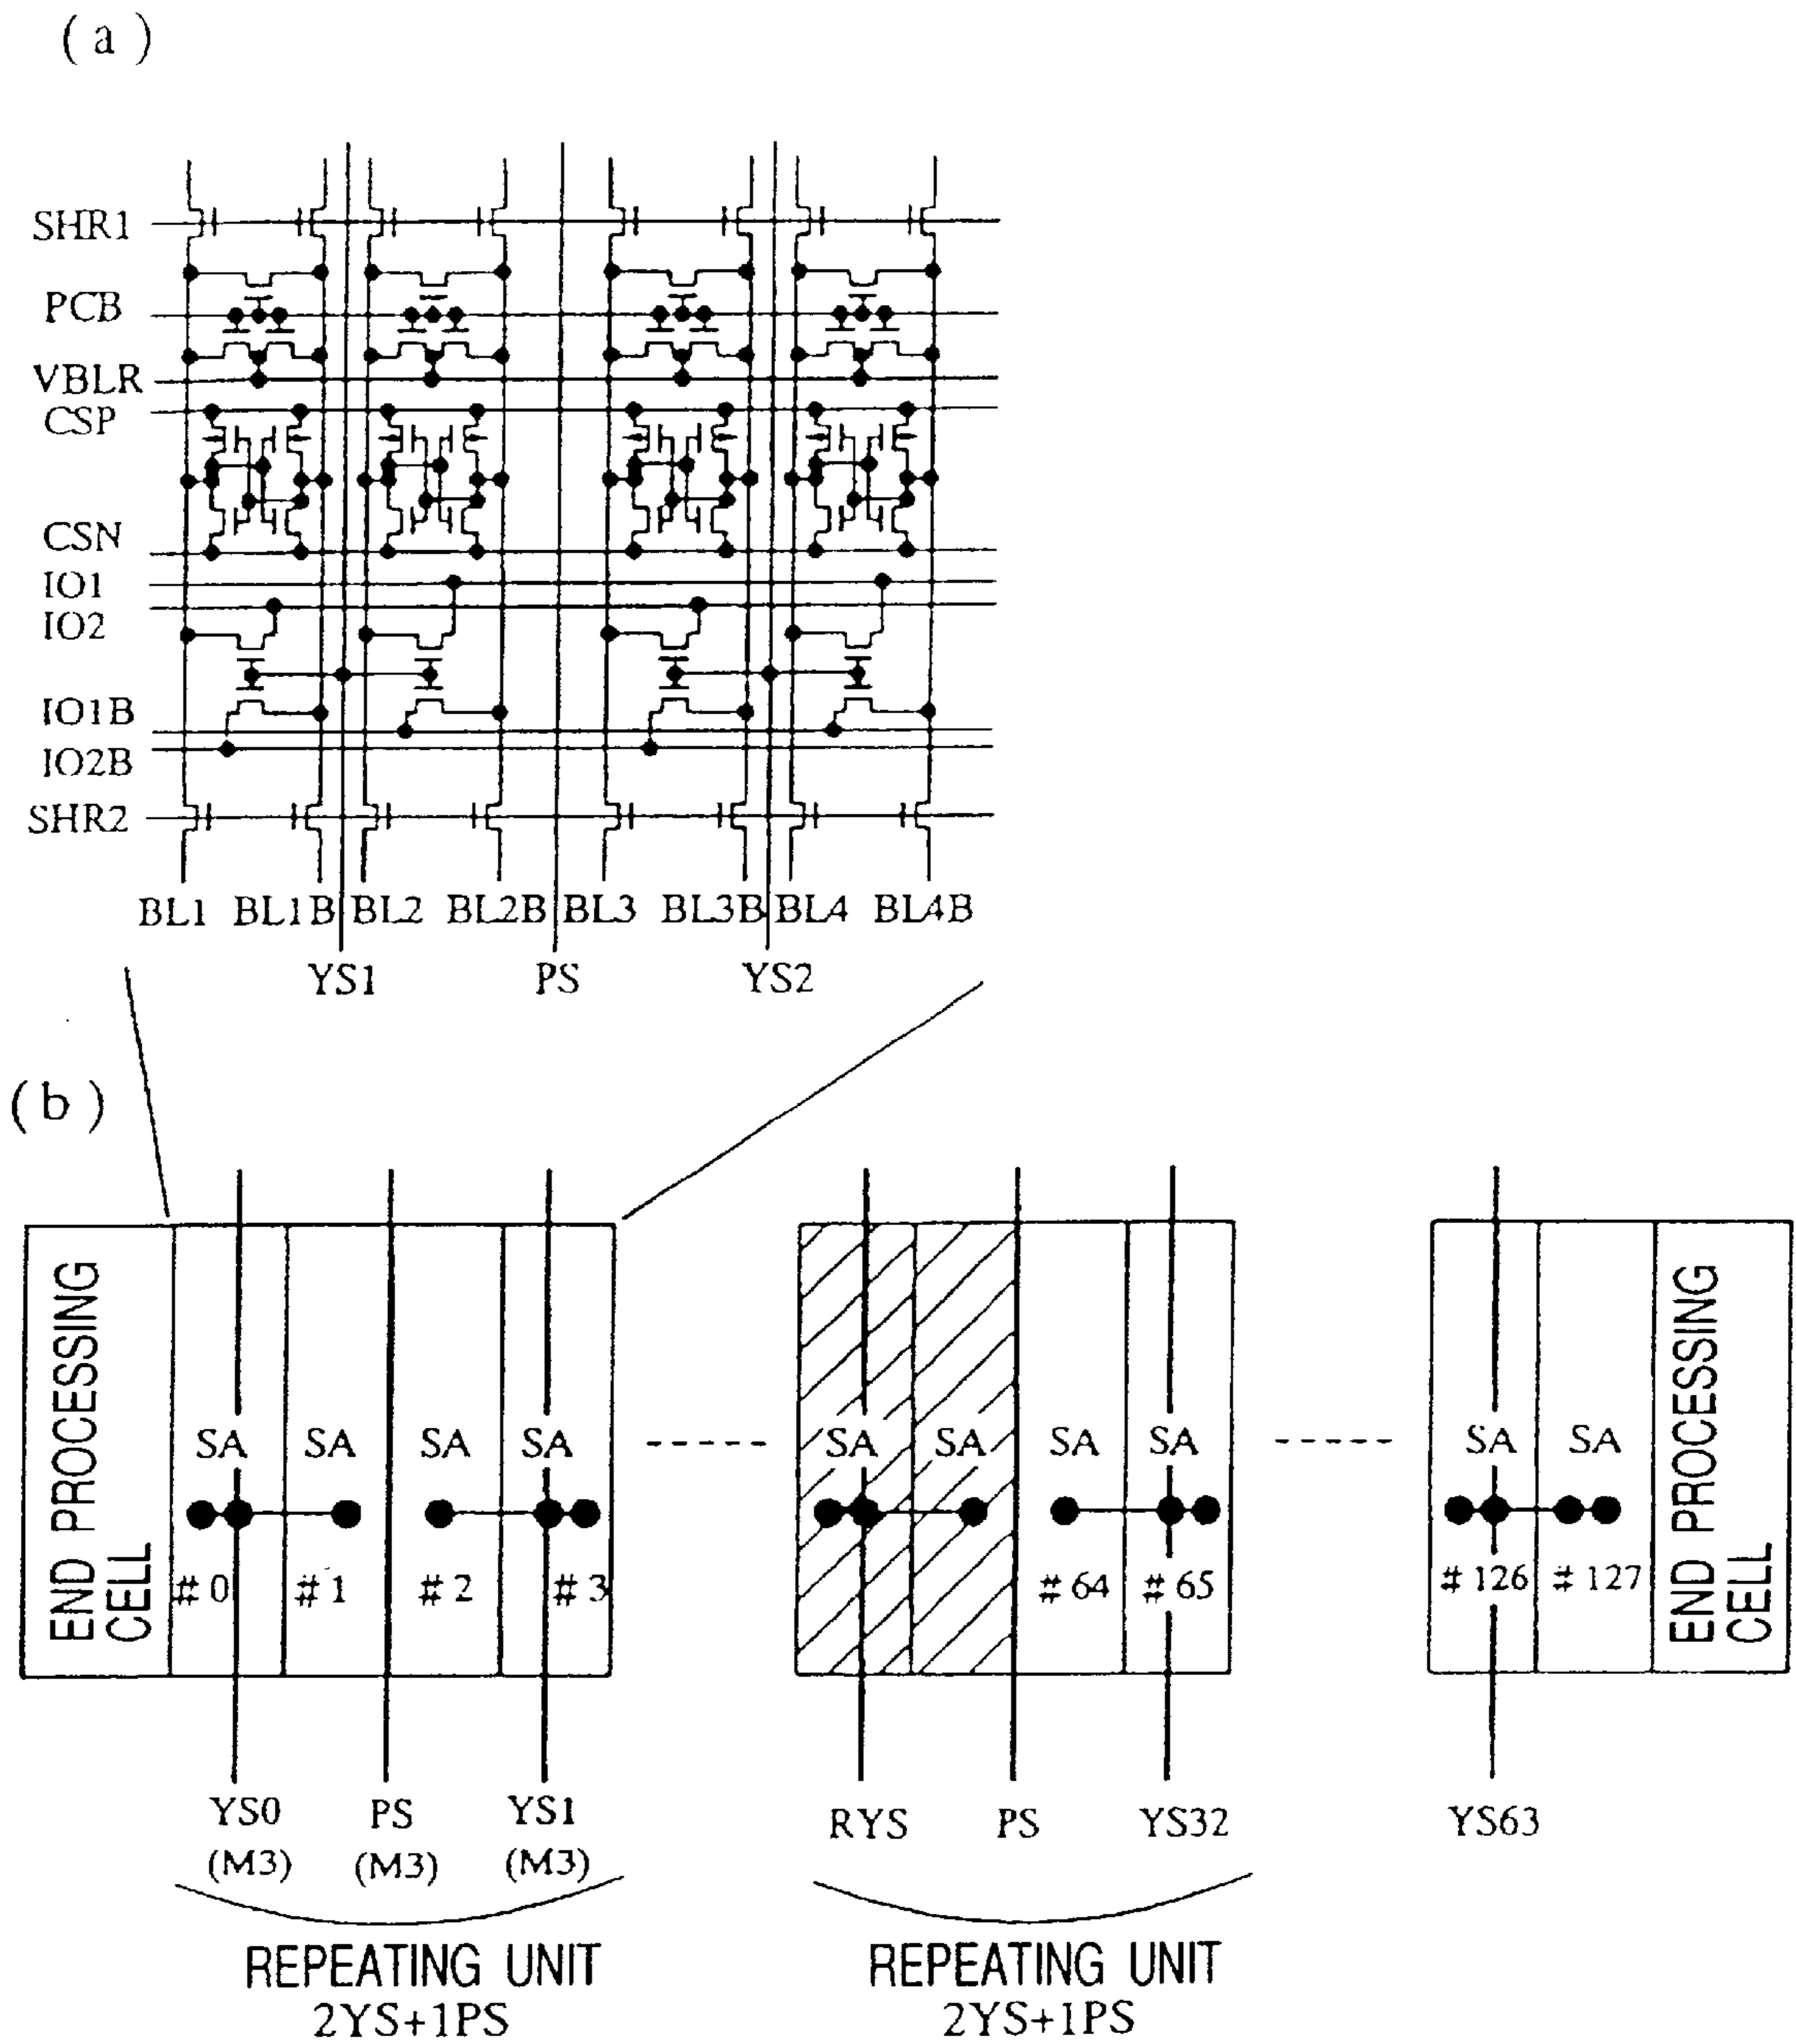 (a)
SHR1
PCB
VBLR
CSP
CSN
IO1
IO2
IO1B
IO2B
SHR2
BL1 BL1B BL2 BL2B BL3 BL3B BL4 BL4B
YS1 PS YS2
(b)
END PROCESSING
CELL
SA SA SA SA ----- SA SA SA SA ----- SA SA
#0 #1 #2 #3 #64 #65 #126 #127
END PROCESSING
CELL
YS0 PS YS1 RYS PS YS32 YS63
(M3) (M3) (M3)
REPEATING UNIT REPEATING UNIT
2YS+1PS 2YS+1PS